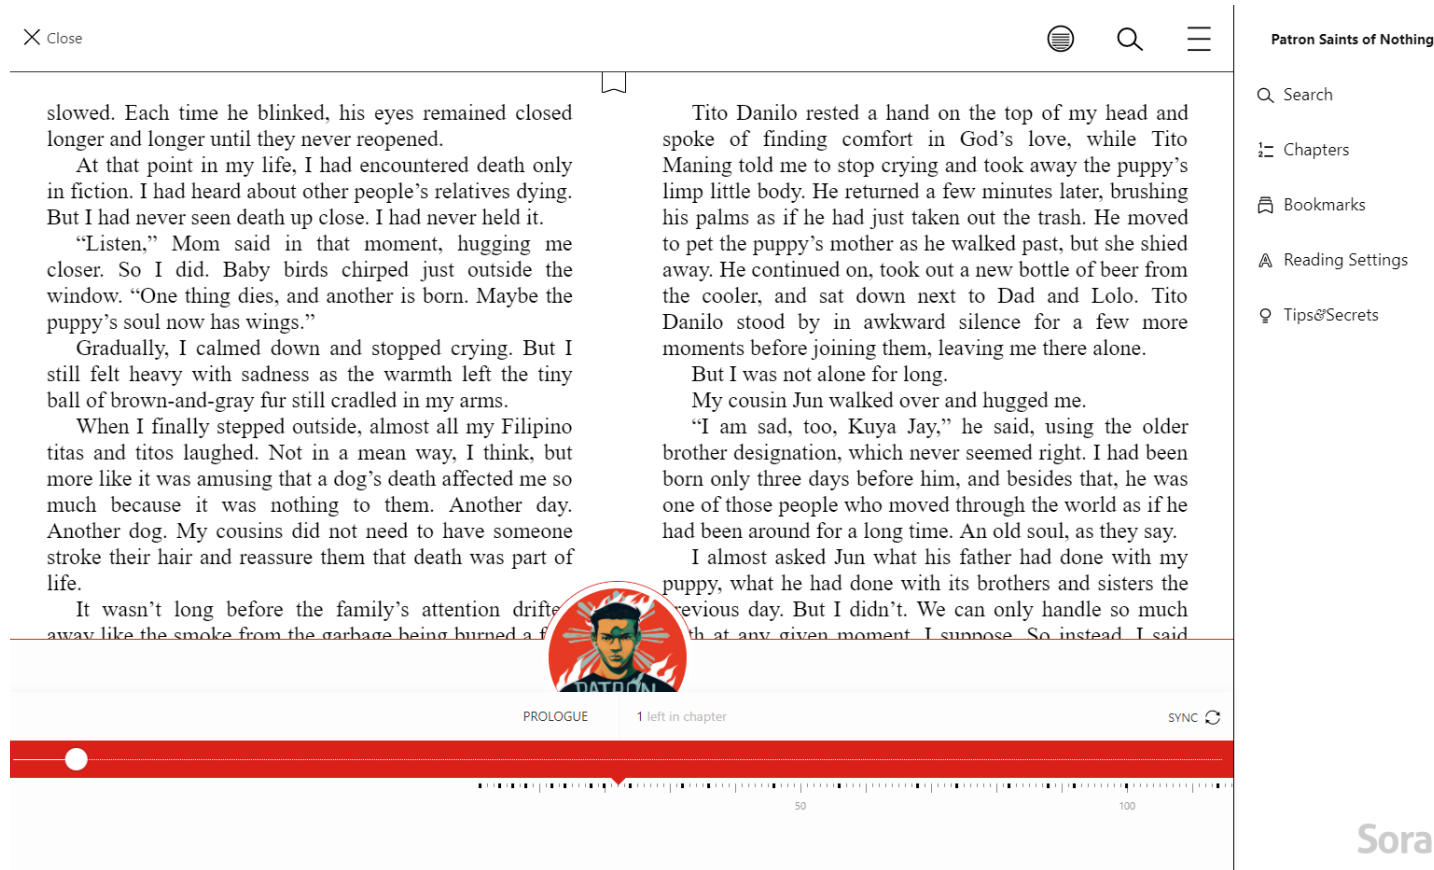 Close
slowed. Each time he blinked, his eyes remained closed
longer and longer until they never reopened.
At that point in my life, I had encountered death only
in fiction. I had heard about other people’s relatives dying.
But I had never seen death up close. I had never held it.
“Listen,” Mom said in that moment, hugging me
closer. So I did. Baby birds chirped just outside the
window. “One thing dies, and another is born. Maybe the
puppy’s soul now has wings.”
Gradually, I calmed down and stopped crying. But I
still felt heavy with sadness as the warmth left the tiny
ball of brown-and-gray fur still cradled in my arms.
When I finally stepped outside, almost all my Filipino
titas and titos laughed. Not in a mean way, I think, but
more like it was amusing that a dog’s death affected me so
much because it was nothing to them. Another day.
Another dog. My cousins did not need to have someone
stroke their hair and reassure them that death was part of
life.
It wasn’t long before the family’s attention drifte
away like the smoke from the garbage being burned a f
Tito Danilo rested a hand on the top of my head and
spoke of finding comfort in God’s love, while Tito
Maning told me to stop crying and took away the puppy’s
limp little body. He returned a few minutes later, brushing
his palms as if he had just taken out the trash. He moved
to pet the puppy’s mother as he walked past, but she shied
away. He continued on, took out a new bottle of beer from
the cooler, and sat down next to Dad and Lolo. Tito
Danilo stood by in awkward silence for a few more
moments before joining them, leaving me there alone.
But I was not alone for long.
My cousin Jun walked over and hugged me.
“I am sad, too, Kuya Jay,” he said, using the older
brother designation, which never seemed right. I had been
born only three days before him, and besides that, he was
one of those people who moved through the world as if he
had been around for a long time. An old soul, as they say.
I almost asked Jun what his father had done with my
puppy, what he had done with its brothers and sisters the
revious day. But I didn’t. We can only handle so much
th at any given moment, I suppose. So instead, I said
PATRON
PROLOGUE
1 left in chapter
SYNC
50
100
Patron Saints of Nothing
Search
Chapters
Bookmarks
Reading Settings
Tips&Secrets
Sora